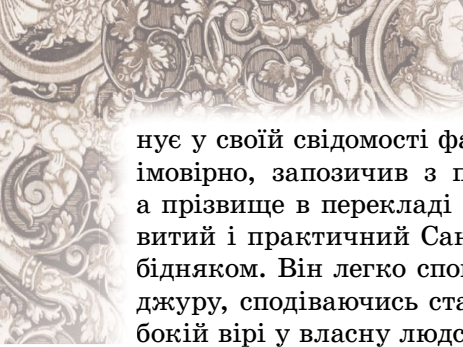 нує у своїй свідомості фа
імовірно, запозичив з п
а прізвище в перекладі
витий і практичний Сан
бідняком. Він легко спо
джуру, сподіваючись ста
бокій вірі у власну людс